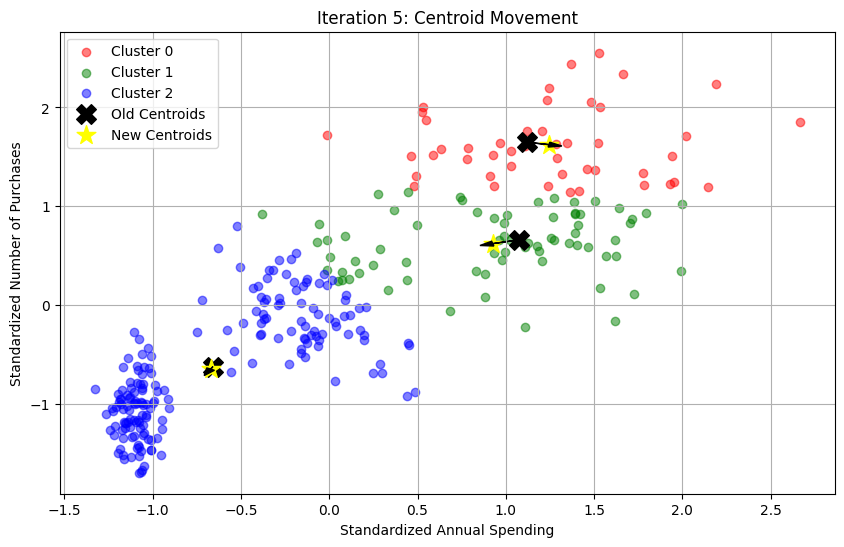 Iteration 5: Centroid Movement
Cluster 0
Cluster 1
Cluster 2
Old Centroids
New Centroids
Standardized Number of Purchases
2
1
0
−1
−1.5 −1.0 −0.5 0.0 0.5 1.0 1.5 2.0 2.5
Standardized Annual Spending